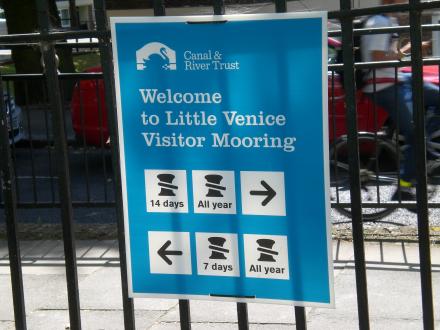 Canal &
River Trust
Welcome
to Little Venice
Visitor Mooring
14 days All year
7 days All year